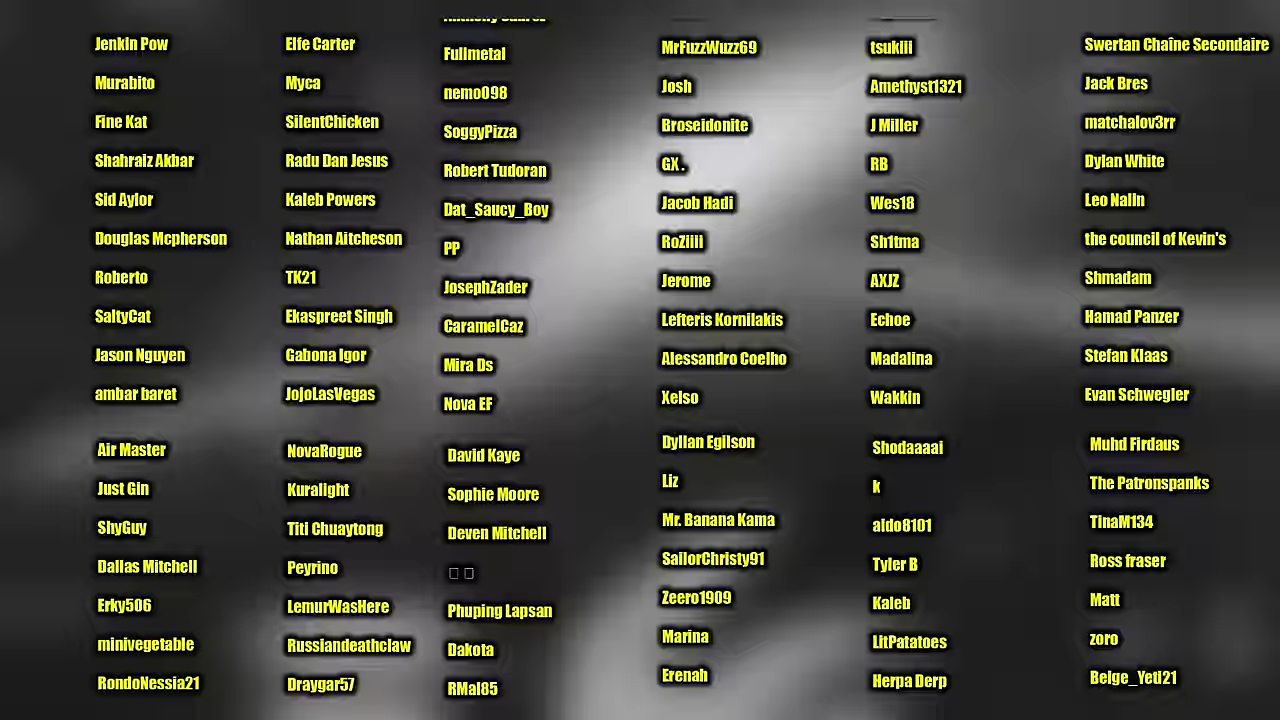 Jenkin Pow
Murabito
Fine Kat
Shahraiz Akbar
Sid Aylor
Douglas Mcpherson
Roberto
SaltyCat
Jason Nguyen
ambar baret
Air Master
Just Gin
ShyGuy
Dallas Mitchell
Erky506
minivegetable
RondoNessia21
Elfe Carter
Myca
SilentChicken
Radu Dan Jesus
Kaleb Powers
Nathan Aitcheson
TK21
Ekaspreet Singh
Gabona Igor
JojoLasVegas
NovaRogue
Kuralight
Titi Chuaytong
Peyrino
LemurWasHere
Russiandeathclaw
Draygar57
Fullmetal
nemo098
SoggyPizza
Robert Tudoran
Dat_Saucy_Boy
PP
JosephZader
CaramelCaz
Mira Ds
Nova EF
David Kaye
Sophie Moore
Deven Mitchell
Phuping Lapsan
Dakota
RMal85
MrFuzzWuzz69
Josh
Broseidonite
GX .
Jacob Hadi
RoZilli
Jerome
Lefteris Kornilakis
Alessandro Coelho
Xelso
Dyllan Egilson
Liz
Mr. Banana Kama
SailorChristy91
Zeero1909
Marina
Erenah
tsukiii
Amethyst1321
J Miller
RB
Wes18
Sh1tma
AXJZ
Echoe
Madalina
Wakkin
Shodaaaai
k
aldo8101
Tyler B
Kaleb
LitPatatoes
Herpa Derp
Swertan Chaîne Secondaire
Jack Bres
matchalov3rr
Dylan White
Leo Nalin
the council of Kevin's
Shmadam
Hamad Panzer
Stefan Klaas
Evan Schwegler
Muhd Firdaus
The Patronspanks
TinaM134
Ross fraser
Matt
zoro
Beige_Yeti21